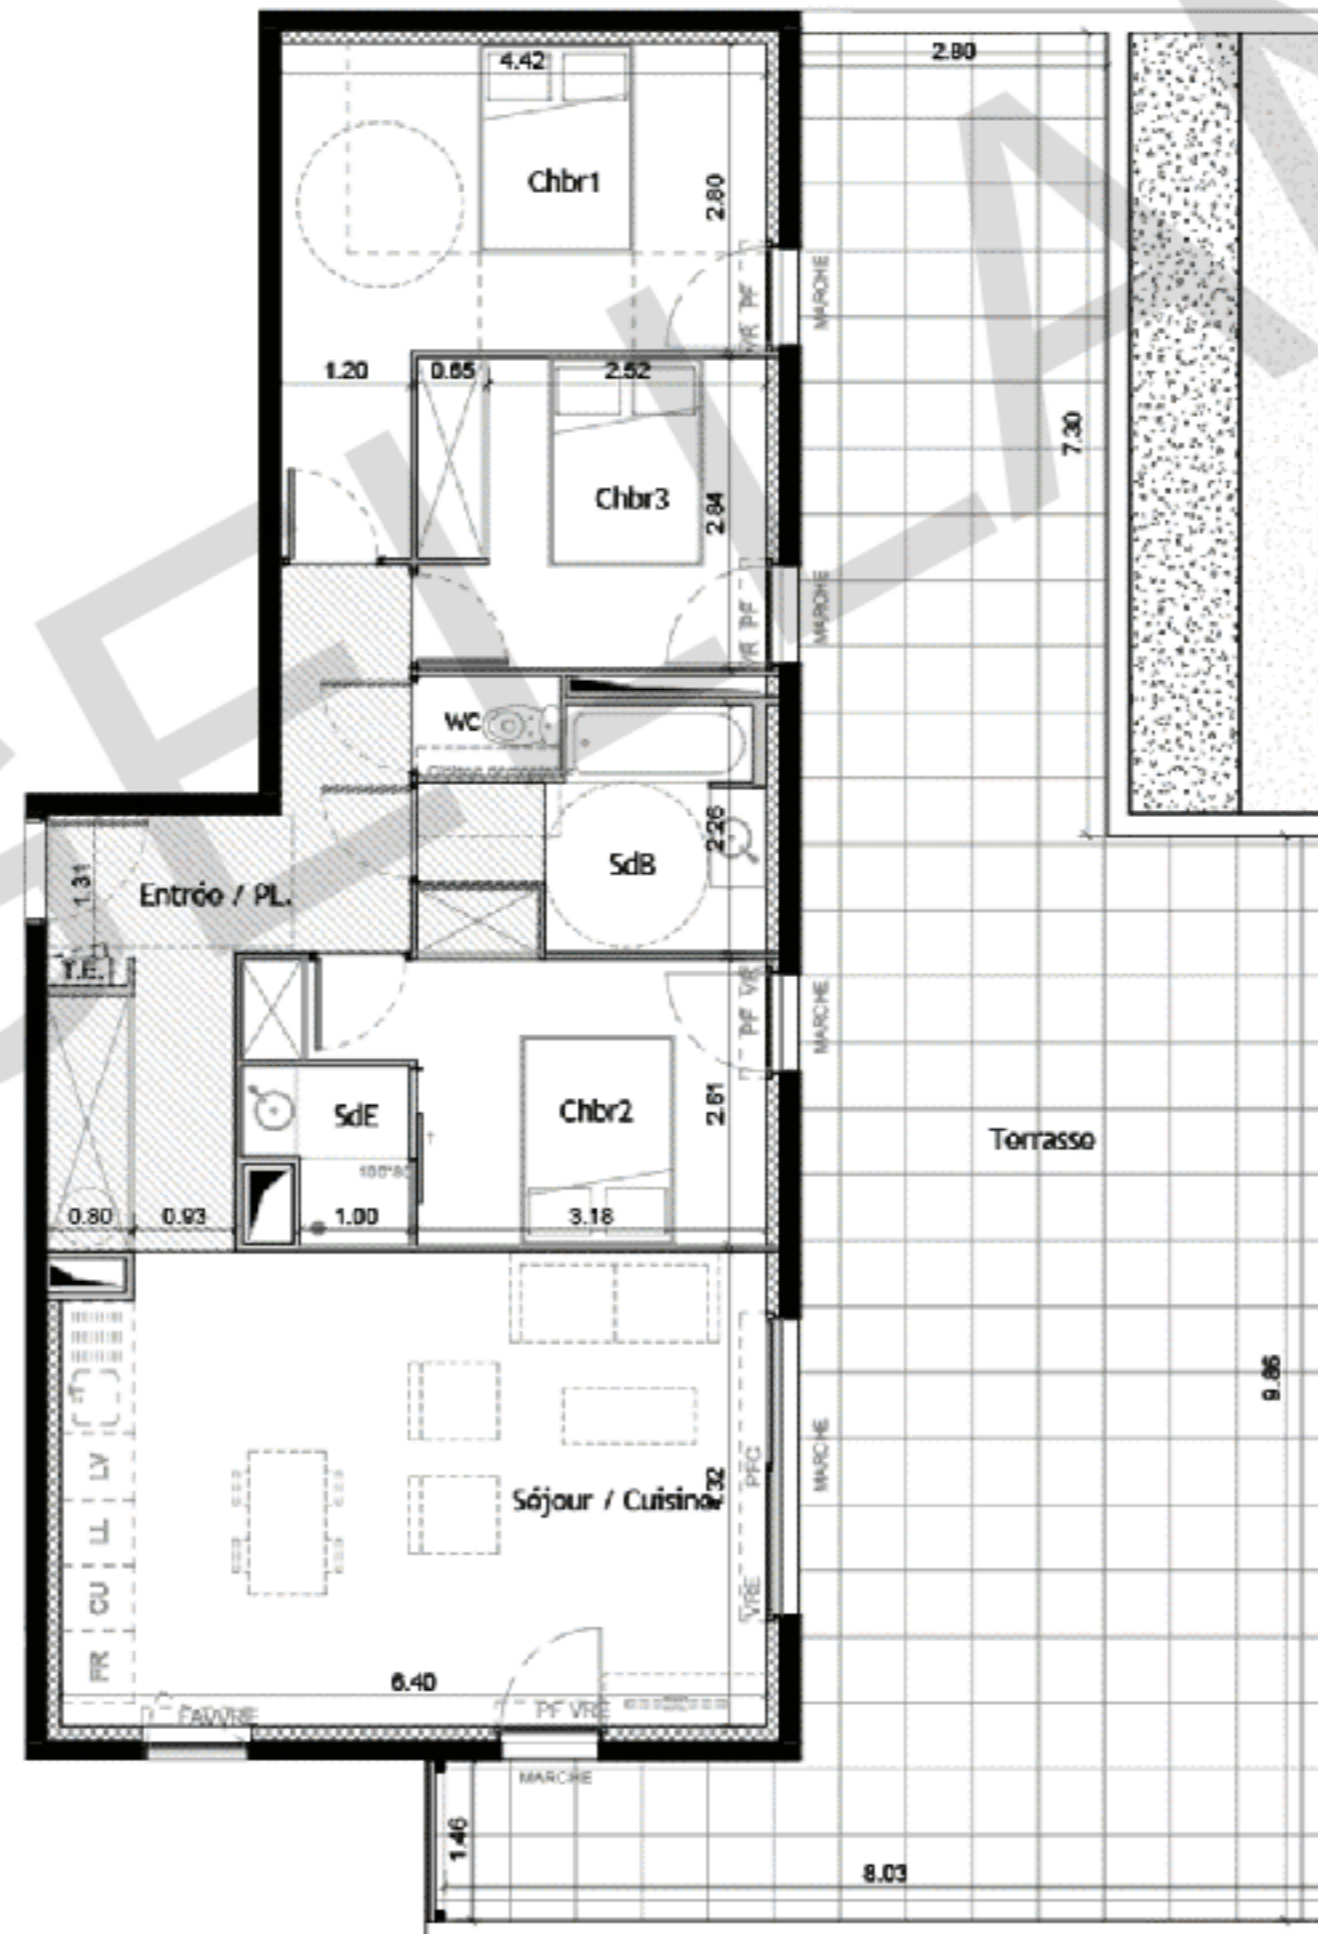 4.42
2.80
Chbr1
2.80
VR PF
MARCHE
1.20
0.65
2.52
7.30
Chbr3
2.84
VR PF
MARCHE
WC
2.26
SdB
1.31
Entrée / PL.
T.E.
PF VR
MARCHE
SdE
Chbr2
2.61
Terrasse
100*80
0.80
0.93
1.00
3.18
9.86
LV
LL
CU
FR
Séjour / Cuisine
PFC
VRE
MARCHE
6.40
PF VRE
MARCHE
1.46
8.03